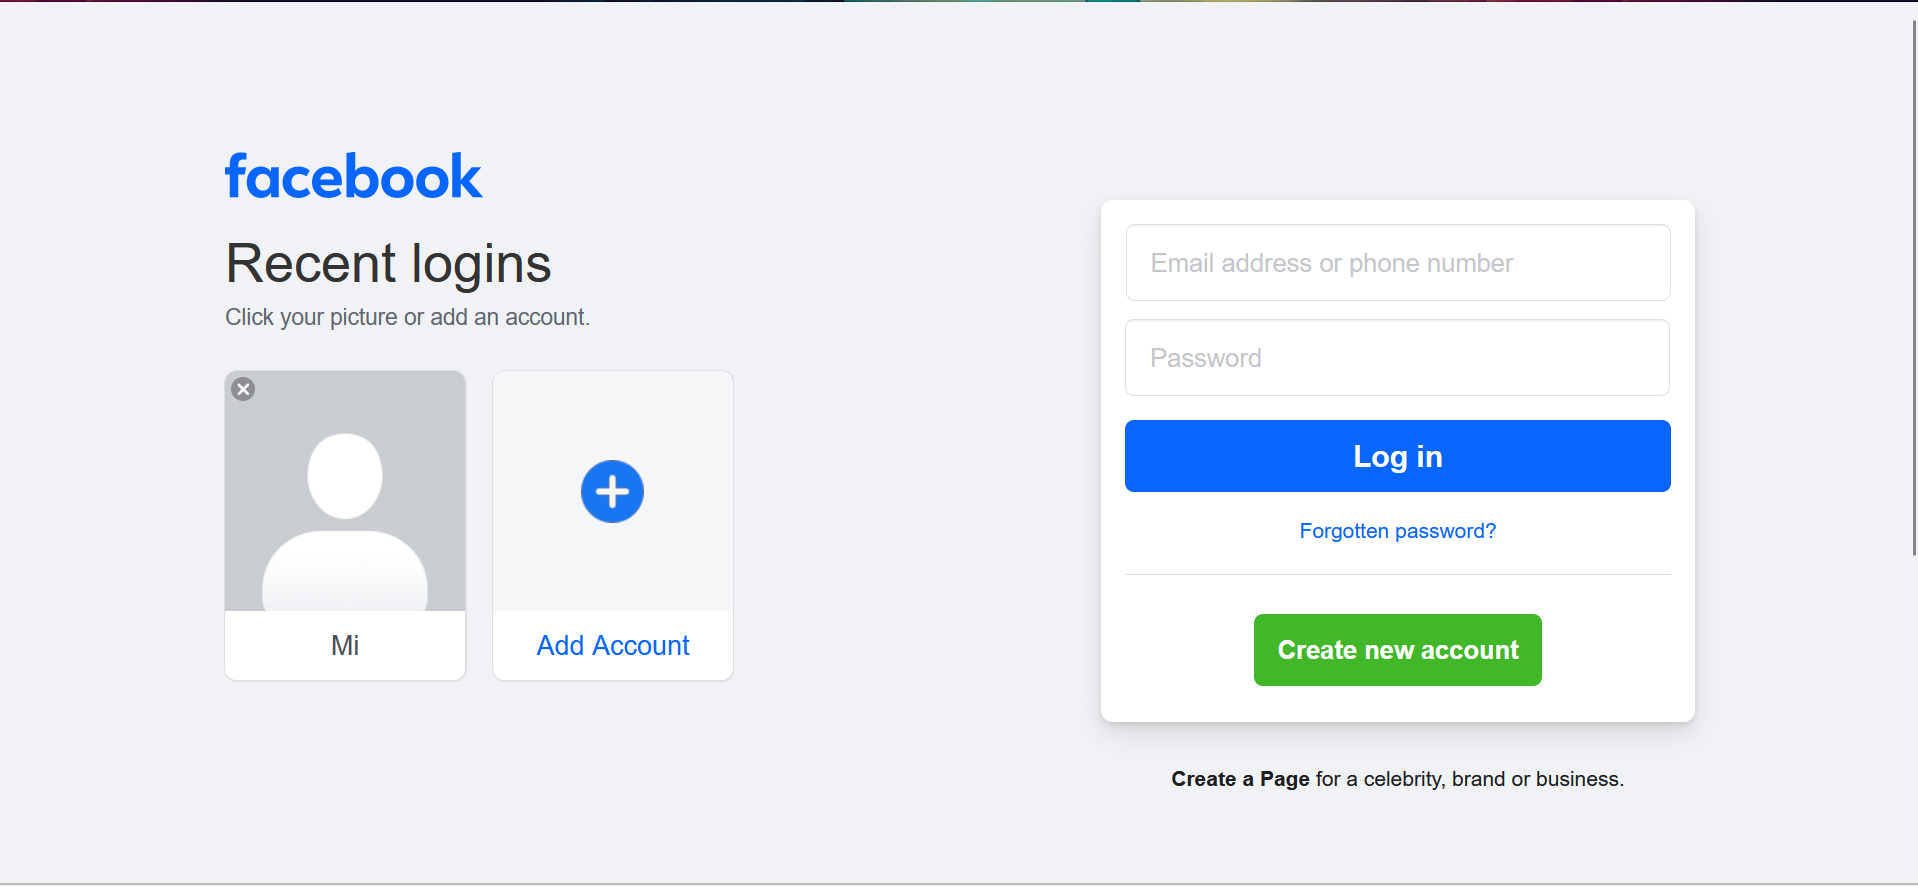 facebook
Recent logins
Click your picture or add an account.
Mi
Add Account
Email address or phone number
Password
Log in
Forgotten password?
Create new account
Create a Page for a celebrity, brand or business.